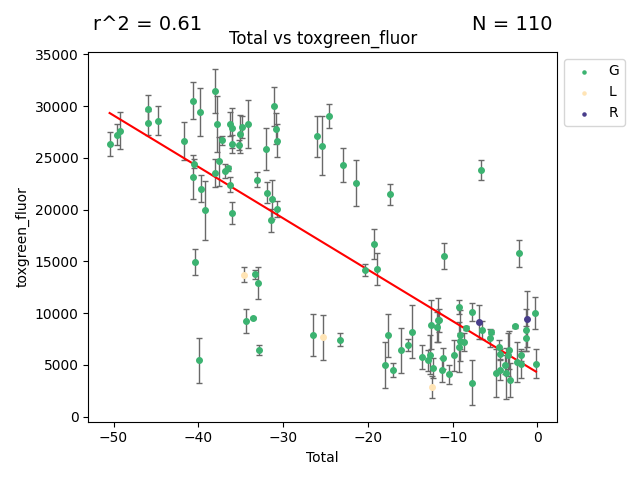 r^2 = 0.61 N = 110
Total vs toxgreen_fluor
35000
30000
25000
20000
15000
10000
5000
0
toxgreen_fluor
−50 −40 −30 −20 −10 0
Total
G
L
R